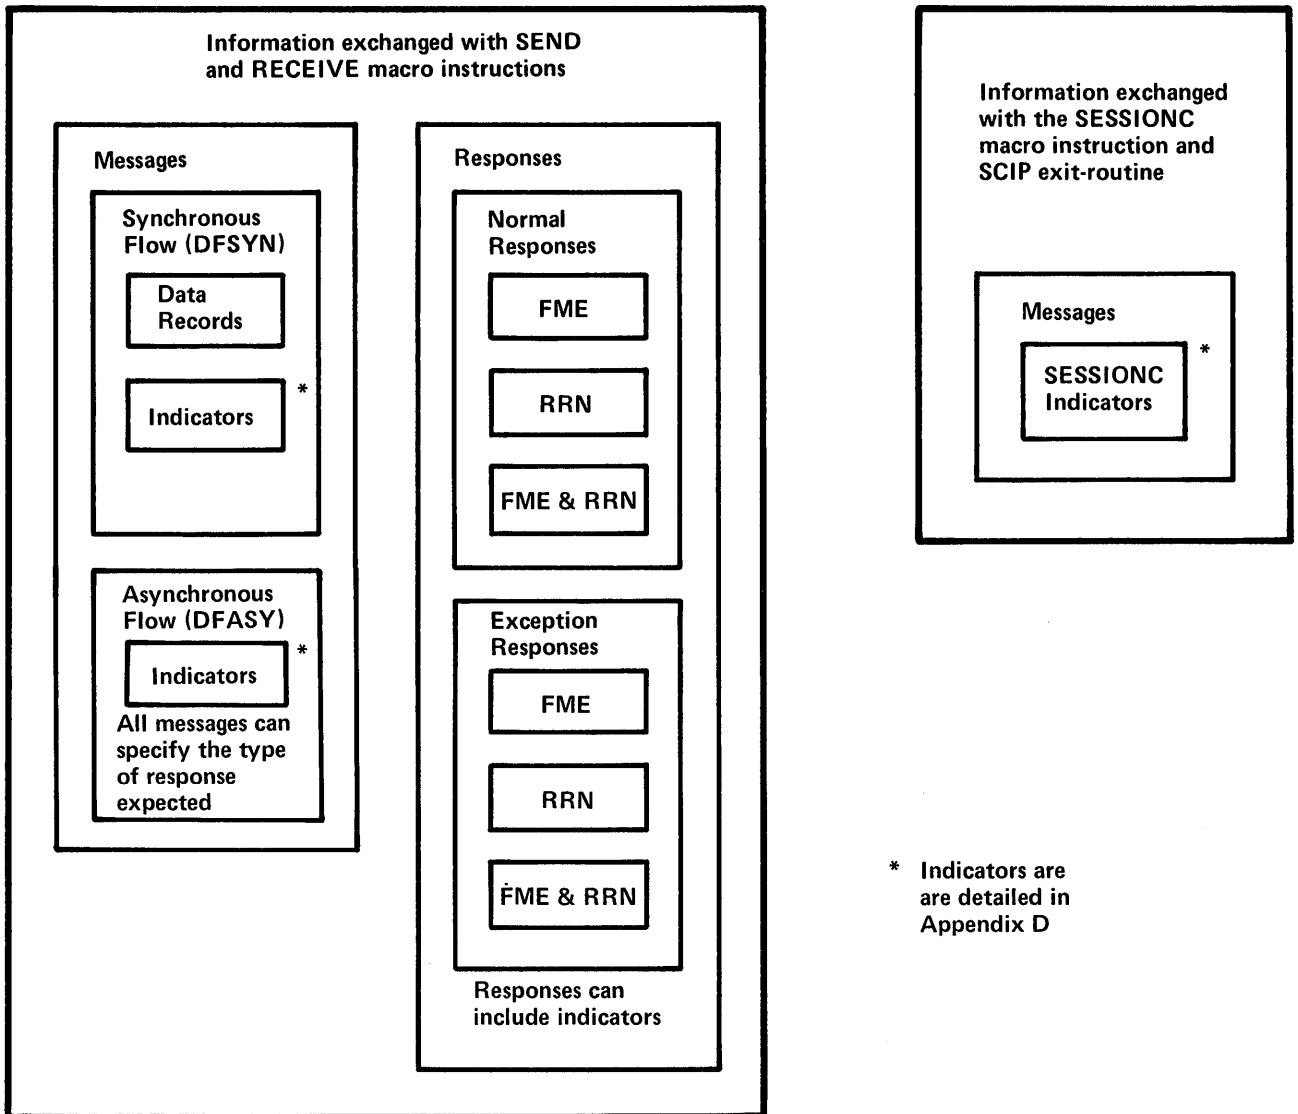 Information exchanged with SEND
and RECEIVE macro instructions
Messages
Synchronous
Flow (DFSYN)
Data
Records
Indicators
*
Asynchronous
Flow (DFASY)
Indicators
*
All messages can
specify the type
of response
expected
Responses
Normal
Responses
FME
RRN
FME & RRN
Exception
Responses
FME
RRN
FME & RRN
Responses can
include indicators
Information exchanged
with the SESSIONC
macro instruction and
SCIP exit-routine
Messages
*
SESSIONC
Indicators
* Indicators are
are detailed in
Appendix D